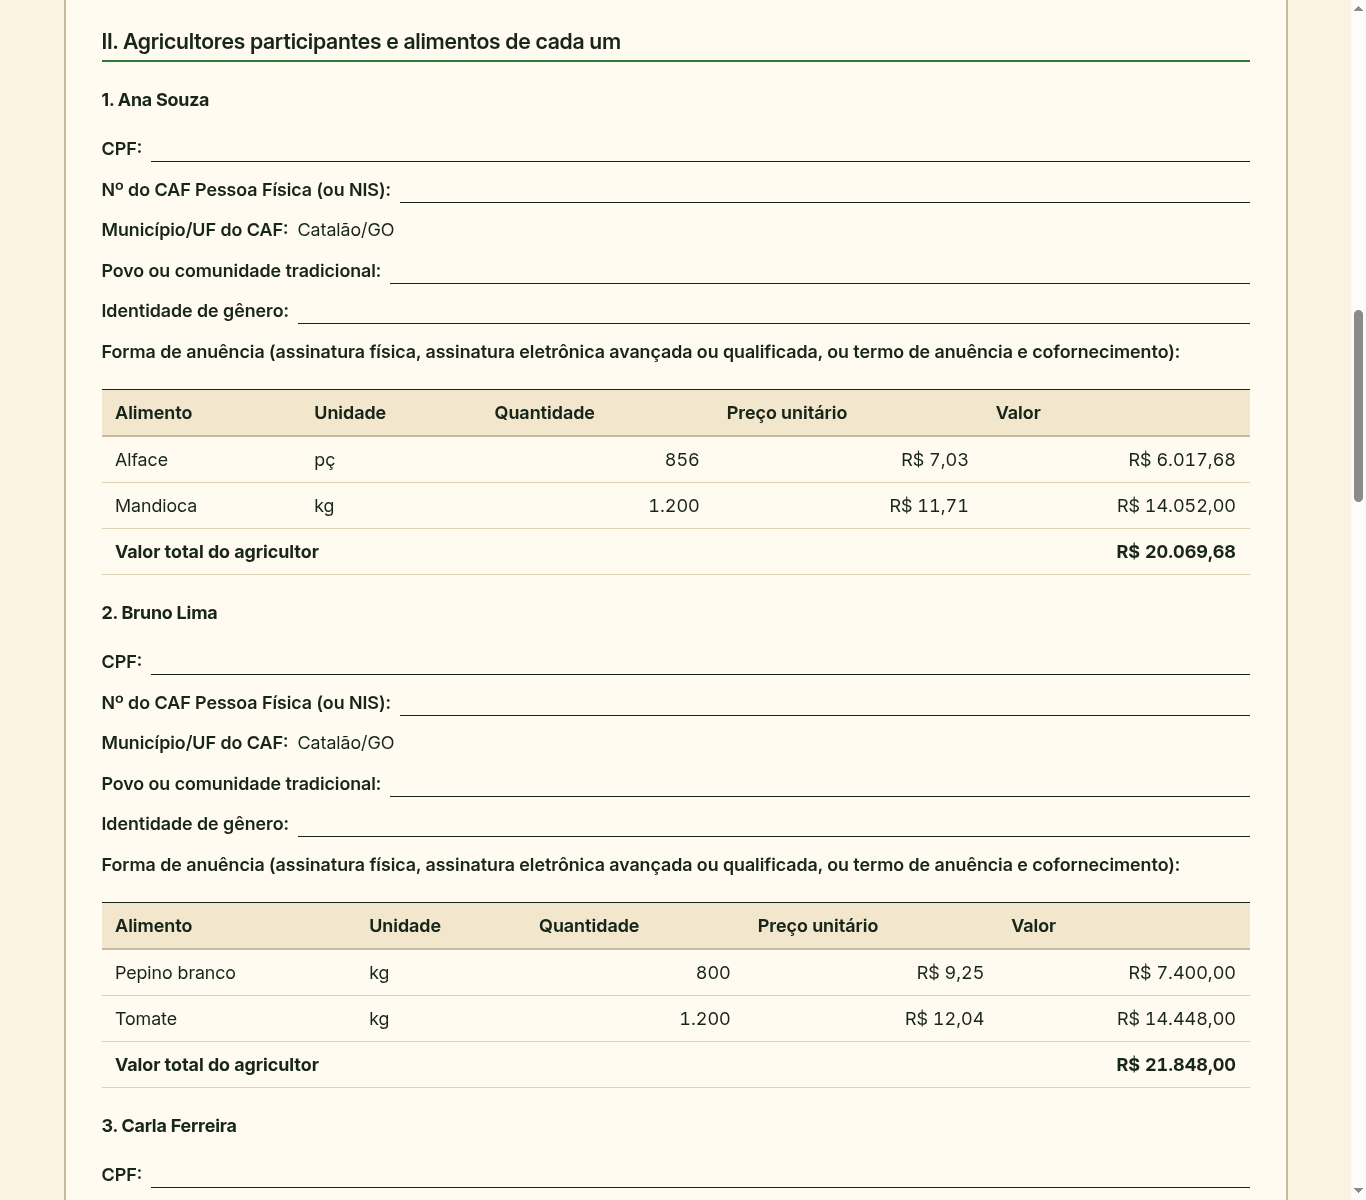 II. Agricultores participantes e alimentos de cada um
1. Ana Souza
CPF:
Nº do CAF Pessoa Física (ou NIS):
Município/UF do CAF: Catalão/GO
Povo ou comunidade tradicional:
Identidade de gênero:
Forma de anuência (assinatura física, assinatura eletrônica avançada ou qualificada, ou termo de anuência e cofornecimento):
Alimento Unidade Quantidade Preço unitário Valor
Alface pç 856 R$ 7,03 R$ 6.017,68
Mandioca kg 1.200 R$ 11,71 R$ 14.052,00
Valor total do agricultor R$ 20.069,68
2. Bruno Lima
CPF:
Nº do CAF Pessoa Física (ou NIS):
Município/UF do CAF: Catalão/GO
Povo ou comunidade tradicional:
Identidade de gênero:
Forma de anuência (assinatura física, assinatura eletrônica avançada ou qualificada, ou termo de anuência e cofornecimento):
Alimento Unidade Quantidade Preço unitário Valor
Pepino branco kg 800 R$ 9,25 R$ 7.400,00
Tomate kg 1.200 R$ 12,04 R$ 14.448,00
Valor total do agricultor R$ 21.848,00
3. Carla Ferreira
CPF: